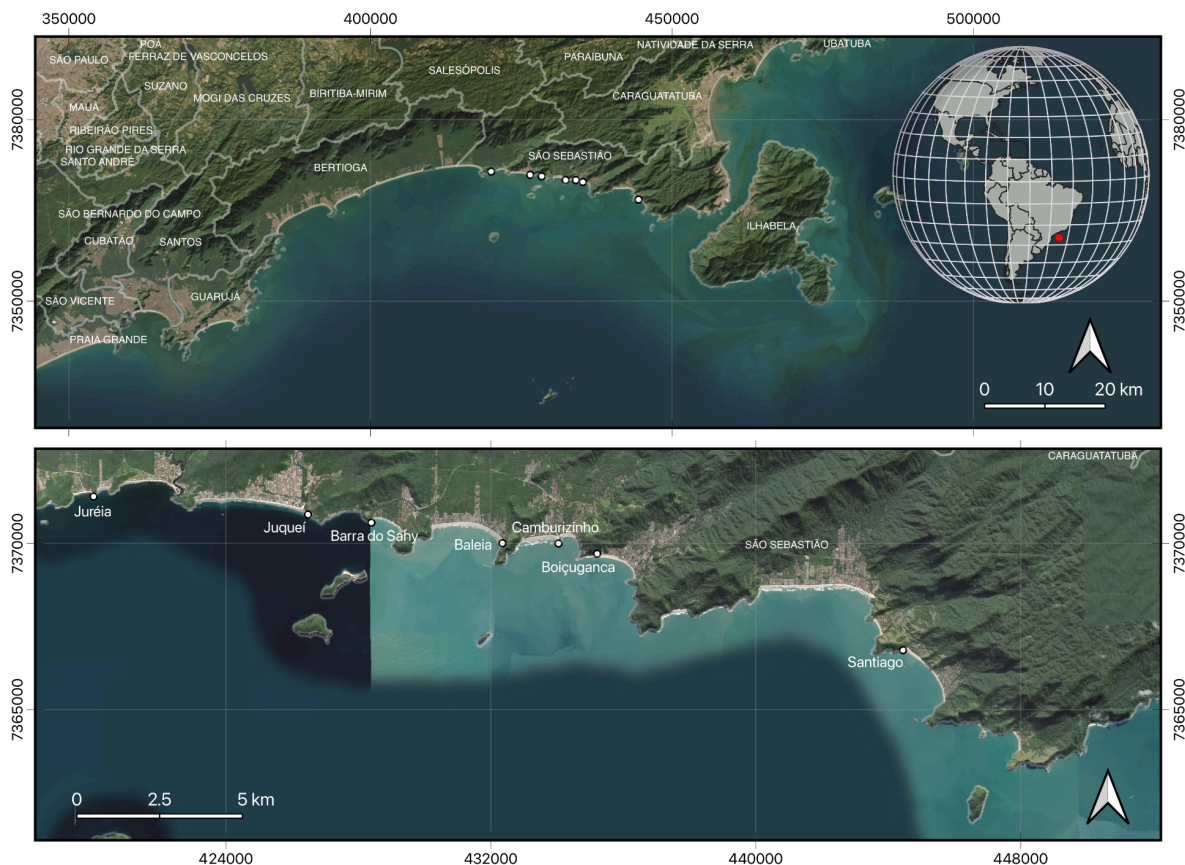 350000 400000 450000 500000
POÁ
NATIVIDADE DA SERRA
UBATUBA
SÃO PAULO
FERRAZ DE VASCONCELOS
PARAIBUNA
SALESÓPOLIS
SUZANO
MOGI DAS CRUZES
BIRITIBA-MIRIM
CARAGUATATUBA
MAUÁ
7380000
7380000
RIBEIRÃO PIRES
RIO GRANDE DA SERRA
SANTO ANDRÉ
SÃO SEBASTIÃO
BERTIOGA
SÃO BERNARDO DO CAMPO
ILHABELA
CUBATÃO
SANTOS
SÃO VICENTE
GUARUJÁ
7350000
7350000
PRAIA GRANDE
0 10 20 km
CARAGUATATUBA
Juréia
Juqueí
Barra do Sahy
Camburizinho
Baleia
SÃO SEBASTIÃO
7370000
7370000
Boiçuganca
Santiago
7365000
7365000
0 2.5 5 km
424000 432000 440000 448000